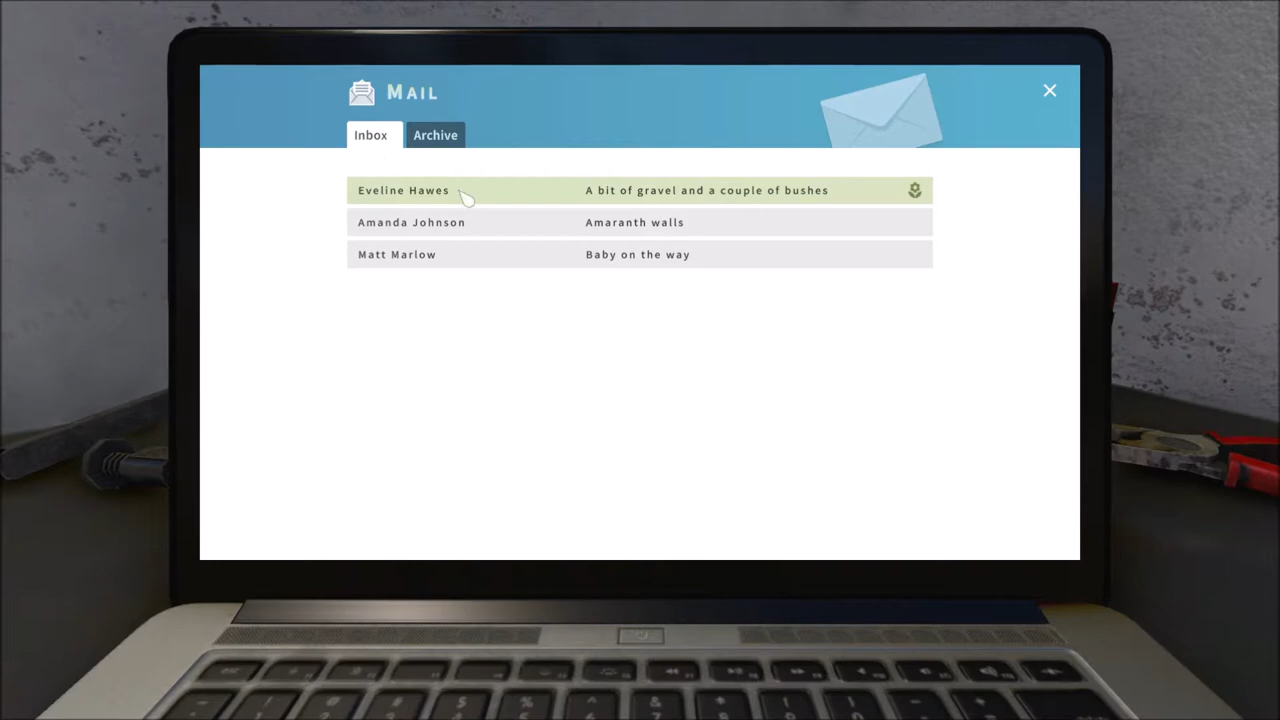 Mail
Inbox Archive
Eveline Hawes A bit of gravel and a couple of bushes
Amanda Johnson Amaranth walls
Matt Marlow Baby on the way